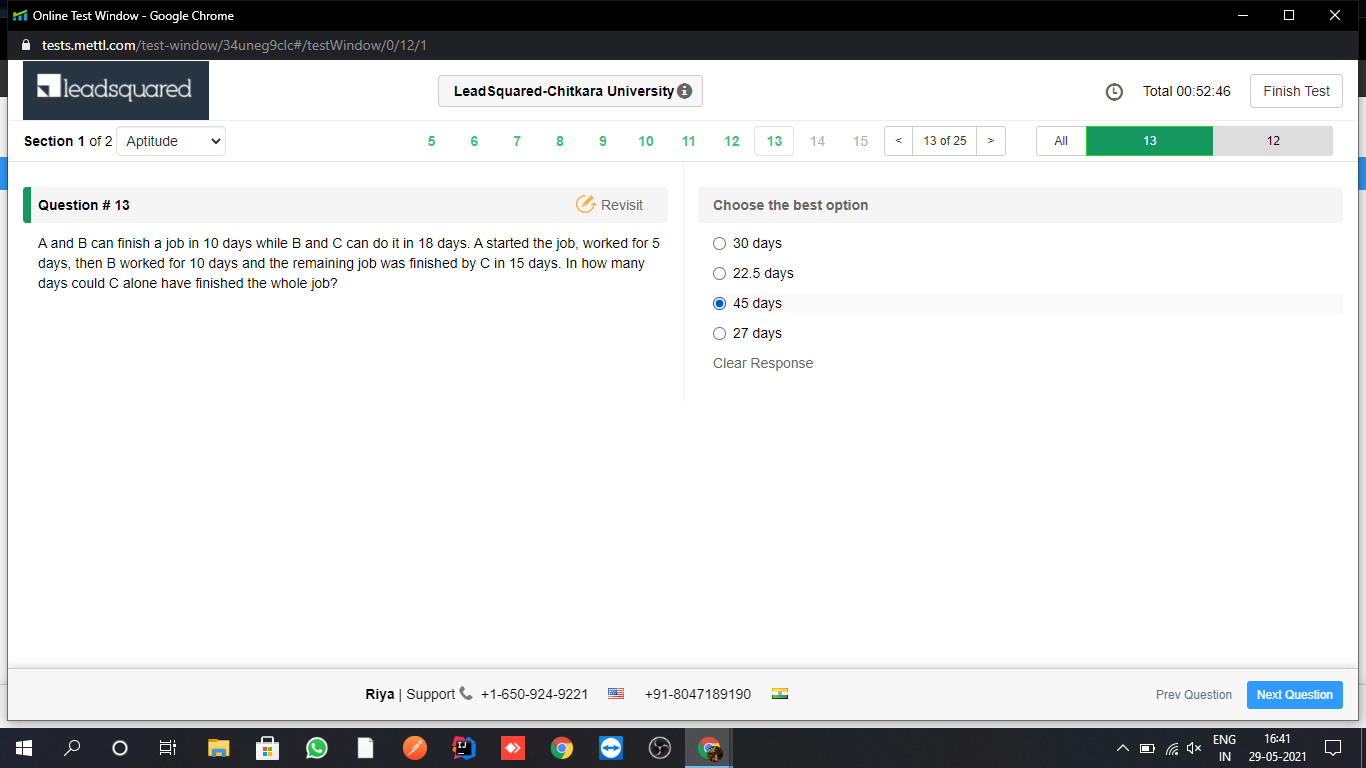 Online Test Window - Google Chrome
tests.mettl.com/test-window/34uneg9clc#/testWindow/0/12/1
leadsquared
LeadSquared-Chitkara University
Total 00:52:46
Finish Test
Section 1 of 2 Aptitude
5 6 7 8 9 10 11 12 13 14 15 < 13 of 25 > All 13 12
Question # 13
Revisit
A and B can finish a job in 10 days while B and C can do it in 18 days. A started the job, worked for 5
days, then B worked for 10 days and the remaining job was finished by C in 15 days. In how many
days could C alone have finished the whole job?
Choose the best option
30 days
22.5 days
45 days
27 days
Clear Response
Riya | Support +1-650-924-9221 +91-8047189190
Prev Question
Next Question
ENG
IN
16:41
29-05-2021